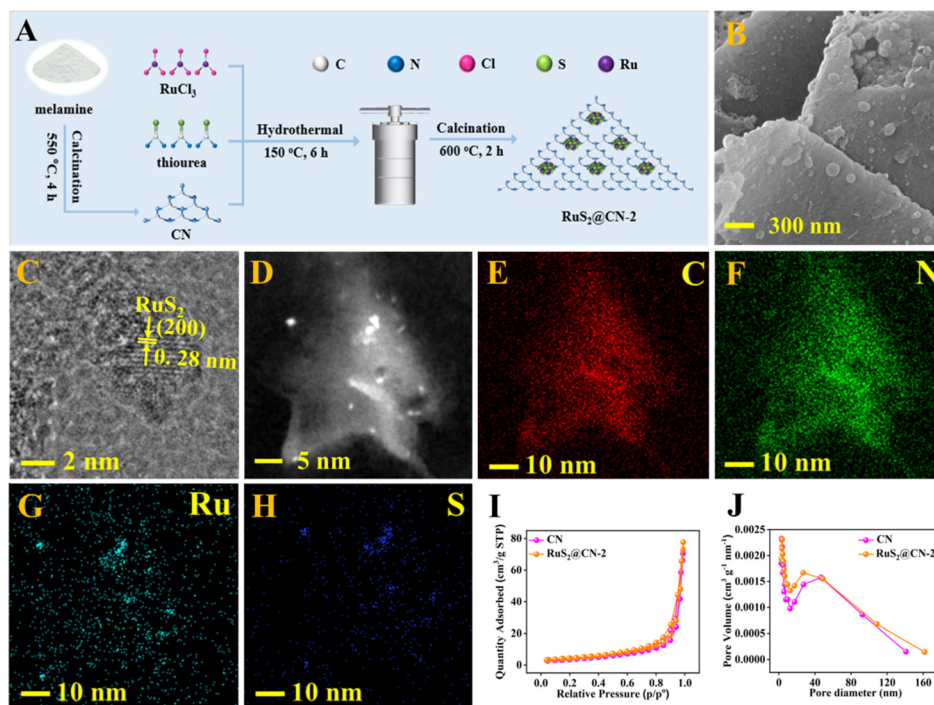 A
melamine
Calcination
550 °C, 4 h
CN
RuCl3
thiourea
C
N
Cl
S
Ru
Hydrothermal
150 °C, 6 h
Calcination
600 °C, 2 h
RuS2@CN-2
B
300 nm
C
RuS2
(200)
0. 28 nm
2 nm
D
5 nm
E
C
10 nm
F
N
10 nm
G
Ru
10 nm
H
S
10 nm
I
CN
RuS2@CN-2
Quantity Adsorbed (cm3/g STP)
80
60
40
20
0
0.0 0.2 0.4 0.6 0.8 1.0
Relative Pressure (p/p°)
J
CN
RuS2@CN-2
Pore Volume (cm3 g-1 nm-1)
0.0025
0.0020
0.0015
0.0010
0.0005
0.0000
0 40 80 120 160
Pore diameter (nm)